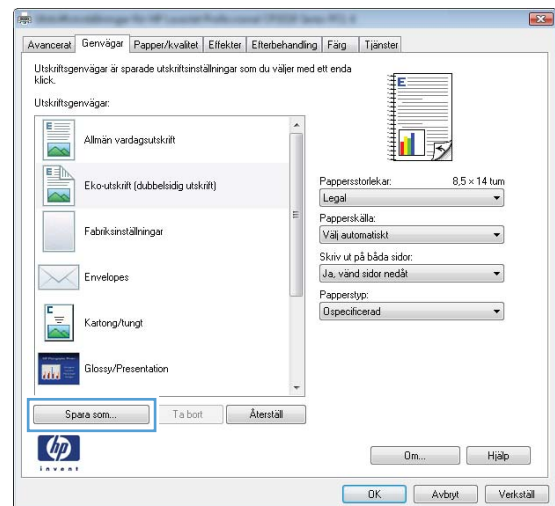 Avancerat Genvägar Papper/kvalitet Effekter Efterbehandling Färg Tjänster
Utskriftsgenvägar är sparade utskriftsinställningar som du väljer med ett enda
klick.
Utskriftsgenvägar:
Allmän vardagsutskrift
Eko-utskrift (dubbelsidig utskrift)
Fabriksinställningar
Envelopes
Kartong/tungt
Glossy/Presentation
Spara som... Ta bort Återställ
Pappersstorlekar: 8,5 × 14 tum
Legal
Papperskälla:
Välj automatiskt
Skriv ut på båda sidor:
Ja, vänd sidor nedåt
Papperstyp:
Ospecificerad
hp
invent
Om... Hjälp
OK Avbryt Verkställ